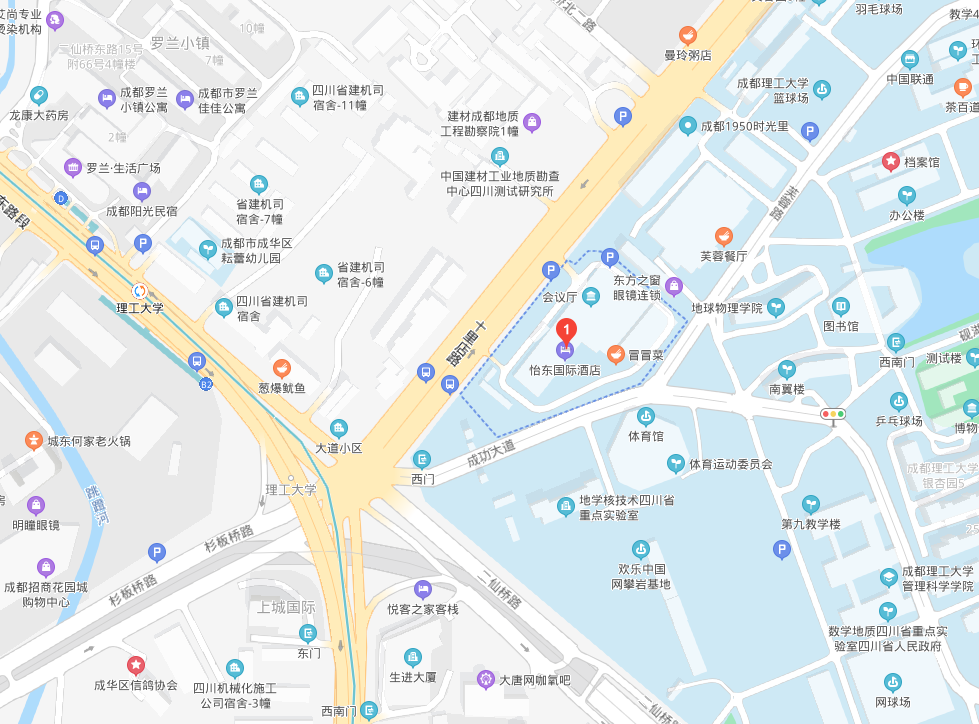 艾尚专业
烫染机构
桥北二路
羽毛球场
教学4
10幢
罗兰小镇
二仙桥东路15号
附66号4幢楼
7幢
曼玲粥店
中国联通
茶百道
龙康大药房
成都罗兰
小镇公寓
成都市罗兰
佳佳公寓
四川省建机司
宿舍-11幢
成都理工大学
篮球场
建材成都地质
工程勘察院1幢
成都1950时光里
P
P
2幢
罗兰·生活广场
中国建材工业地质勘查
中心四川测试研究所
档案馆
成都阳光民宿
省建机司
宿舍-7幢
芙蓉路
办公楼
D
东路段
P
成都市成华区
耘蕾幼儿园
芙蓉餐厅
省建机司
宿舍-6幢
P
P
东方之窗
眼镜连锁
会议厅
理工大学
四川省建机司
宿舍
地球物理学院
图书馆
十里店路
1
冒冒菜
怡东国际酒店
西南门
砚湖
测试楼
B2
葱爆鱿鱼
南翼楼
乒乓球场
博物
城东何家老火锅
大道小区
体育馆
成功大道
西门
体育运动委员会
成都理工大学
银杏园5
理工大学
跳蹬河
明瞳眼镜
房
地学核技术四川省
重点实验室
第九教学楼
25
P
杉板桥路
P
欢乐中国
网攀岩基地
成都招商花园城
购物中心
杉板桥路
二仙桥路
成都理工大学
管理科学学院
上城国际
悦客之家客栈
数学地质四川省重点实
验室四川省人民政府
东门
成华区信鸽协会
四川机械化施工
公司宿舍-3幢
生进大厦
大唐网咖氧吧
网球场
西南门
二仙桥路